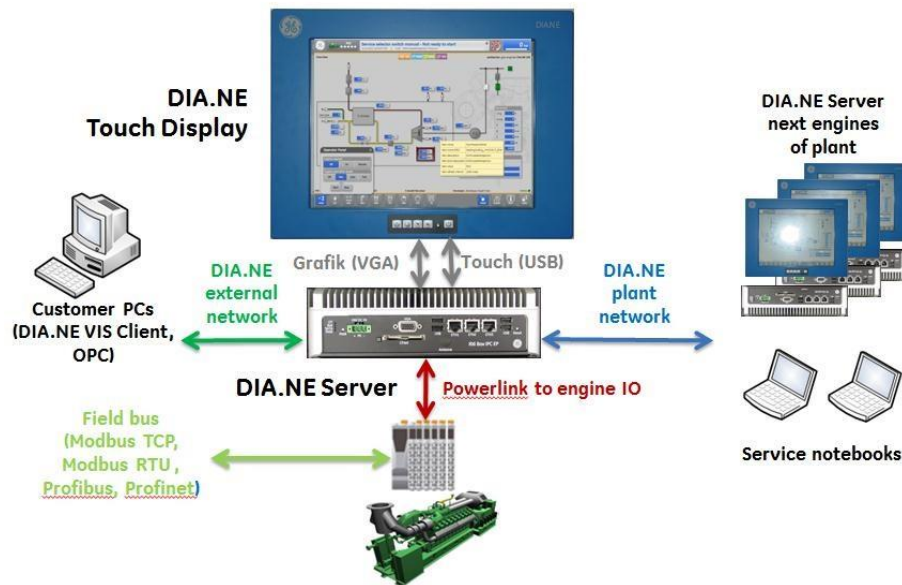 DIA.NE
DIA.NE
Touch Display
DIA.NE Server
next engines
of plant
Grafik (VGA)
Touch (USB)
DIA.NE
external
network
DIA.NE
plant
network
Customer PCs
(DIA.NE VIS Client,
OPC)
DIA.NE Server
Powerlink to engine IO
Field bus
(Modbus TCP,
Modbus RTU ,
Profibus, Profinet)
Service notebooks